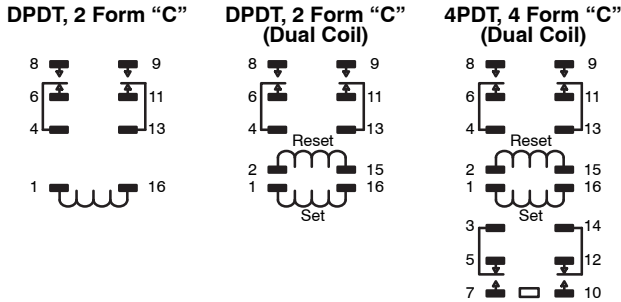 DPDT, 2 Form “C”
8 9
6 11
4 13
1 16
DPDT, 2 Form “C”
(Dual Coil)
8 9
6 11
4 13
Reset
2 15
1 16
Set
4PDT, 4 Form “C”
(Dual Coil)
8 9
6 11
4 13
Reset
2 15
1 16
Set
3 14
5 12
7 10